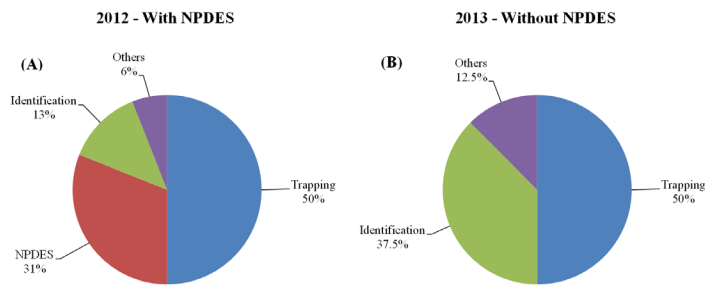 2012 - With NPDES
(A)
Others
6%
Identification
13%
Trapping
50%
NPDES
31%
2013 - Without NPDES
(B)
Others
12.5%
Trapping
50%
Identification
37.5%